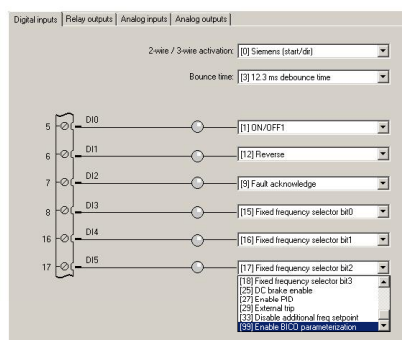 Digital inputs Relay outputs Analog inputs Analog outputs
2-wire / 3-wire activation: [0] Siemens (start/dir)
Bounce time: [3] 12.3 ms debounce time
5 DI0 [1] ON/OFF1
6 DI1 [12] Reverse
7 DI2 [9] Fault acknowledge
8 DI3 [15] Fixed frequency selector bit0
16 DI4 [16] Fixed frequency selector bit1
17 DI5 [17] Fixed frequency selector bit2
[18] Fixed frequency selector bit3
[25] DC brake enable
[27] Enable PID
[29] External trip
[33] Disable additional freq setpoint
[99] Enable BICO parameterization